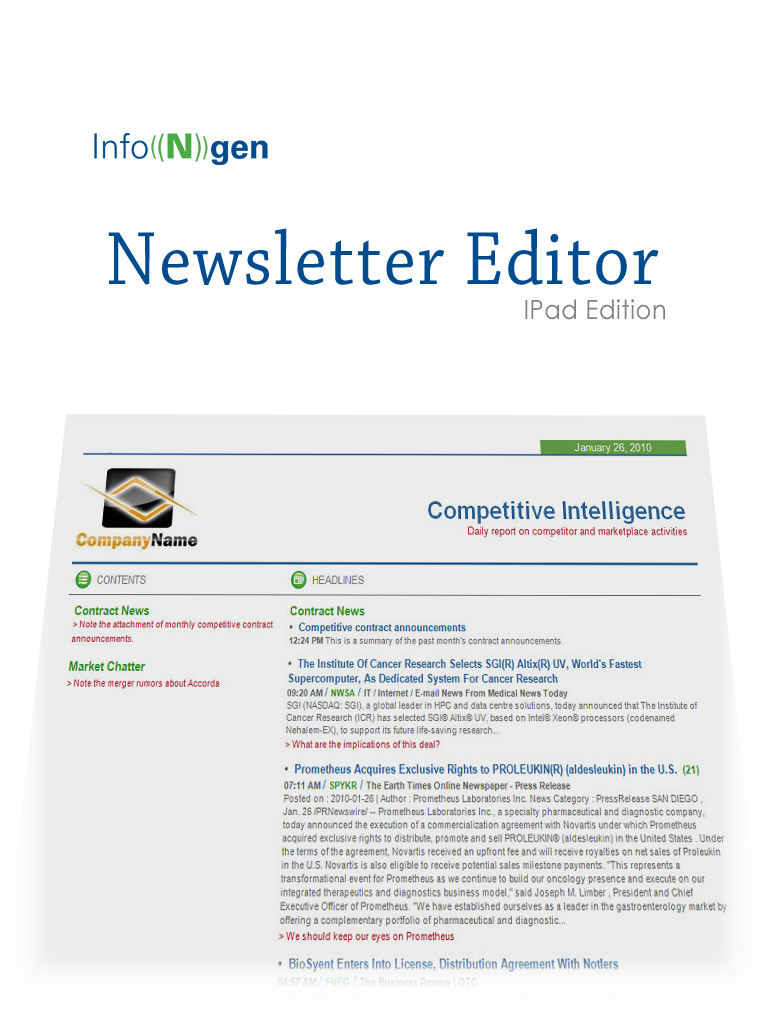 Info((N))gen
Newsletter Editor
IPad Edition
January 26, 2010
CompanyName
Competitive Intelligence
Daily report on competitor and marketplace activities
CONTENTS
HEADLINES
Contract News
> Note the attachment of monthly competitive contract
announcements.
Market Chatter
> Note the merger rumors about Accorda
Contract News
• Competitive contract announcements
12:24 PM This is a summary of the past month's contract announcements
• The Institute Of Cancer Research Selects SGI(R) Altix(R) UV, World's Fastest
Supercomputer, As Dedicated System For Cancer Research
09:20 AM / NWSA / IT / Internet / E-mail News From Medical News Today
SGI (NASDAQ: SGI), a global leader in HPC and data centre solutions, today announced that The Institute of
Cancer Research (ICR) has selected SGI® Altix® UV, based on Intel® Xeon® processors (codenamed
Nehalem-EX), to support its future life-saving research...
> What are the implications of this deal?
• Prometheus Acquires Exclusive Rights to PROLEUKIN(R) (aldesleukin) in the U.S. (21)
07:11 AM / SPYKR / The Earth Times Online Newspaper - Press Release
Posted on : 2010-01-26 | Author : Prometheus Laboratories Inc. News Category : PressRelease SAN DIEGO ,
Jan. 26 /PRNewswire/ -- Prometheus Laboratories Inc., a specialty pharmaceutical and diagnostic company,
today announced the execution of a commercialization agreement with Novartis under which Prometheus
acquired exclusive rights to distribute, promote and sell PROLEUKIN® (aldesleukin) in the United States . Under
the terms of the agreement, Novartis received an upfront fee and will receive royalties on net sales of Proleukin
in the U.S. Novartis is also eligible to receive potential sales milestone payments. "This represents a
transformational event for Prometheus as we continue to build our oncology presence and execute on our
integrated therapeutics and diagnostics business model," said Joseph M. Limber , President and Chief
Executive Officer of Prometheus. "We have established ourselves as a leader in the gastroenterology market by
offering a complementary portfolio of pharmaceutical and diagnostic...
> We should keep our eyes on Prometheus
• BioSyent Enters Into License, Distribution Agreement With Notlers
04:57 AM / FNFG / The Business Review | OTC